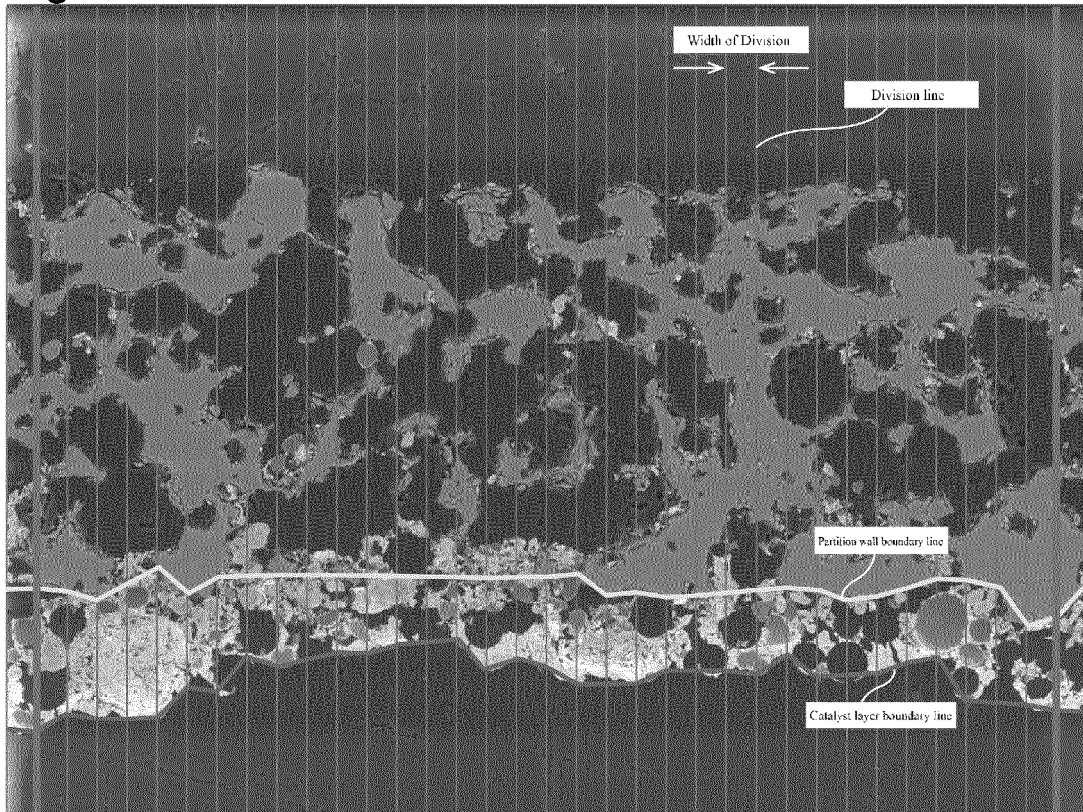 Width of Division
Division line
Partition wall boundary line
Catalyst layer boundary line